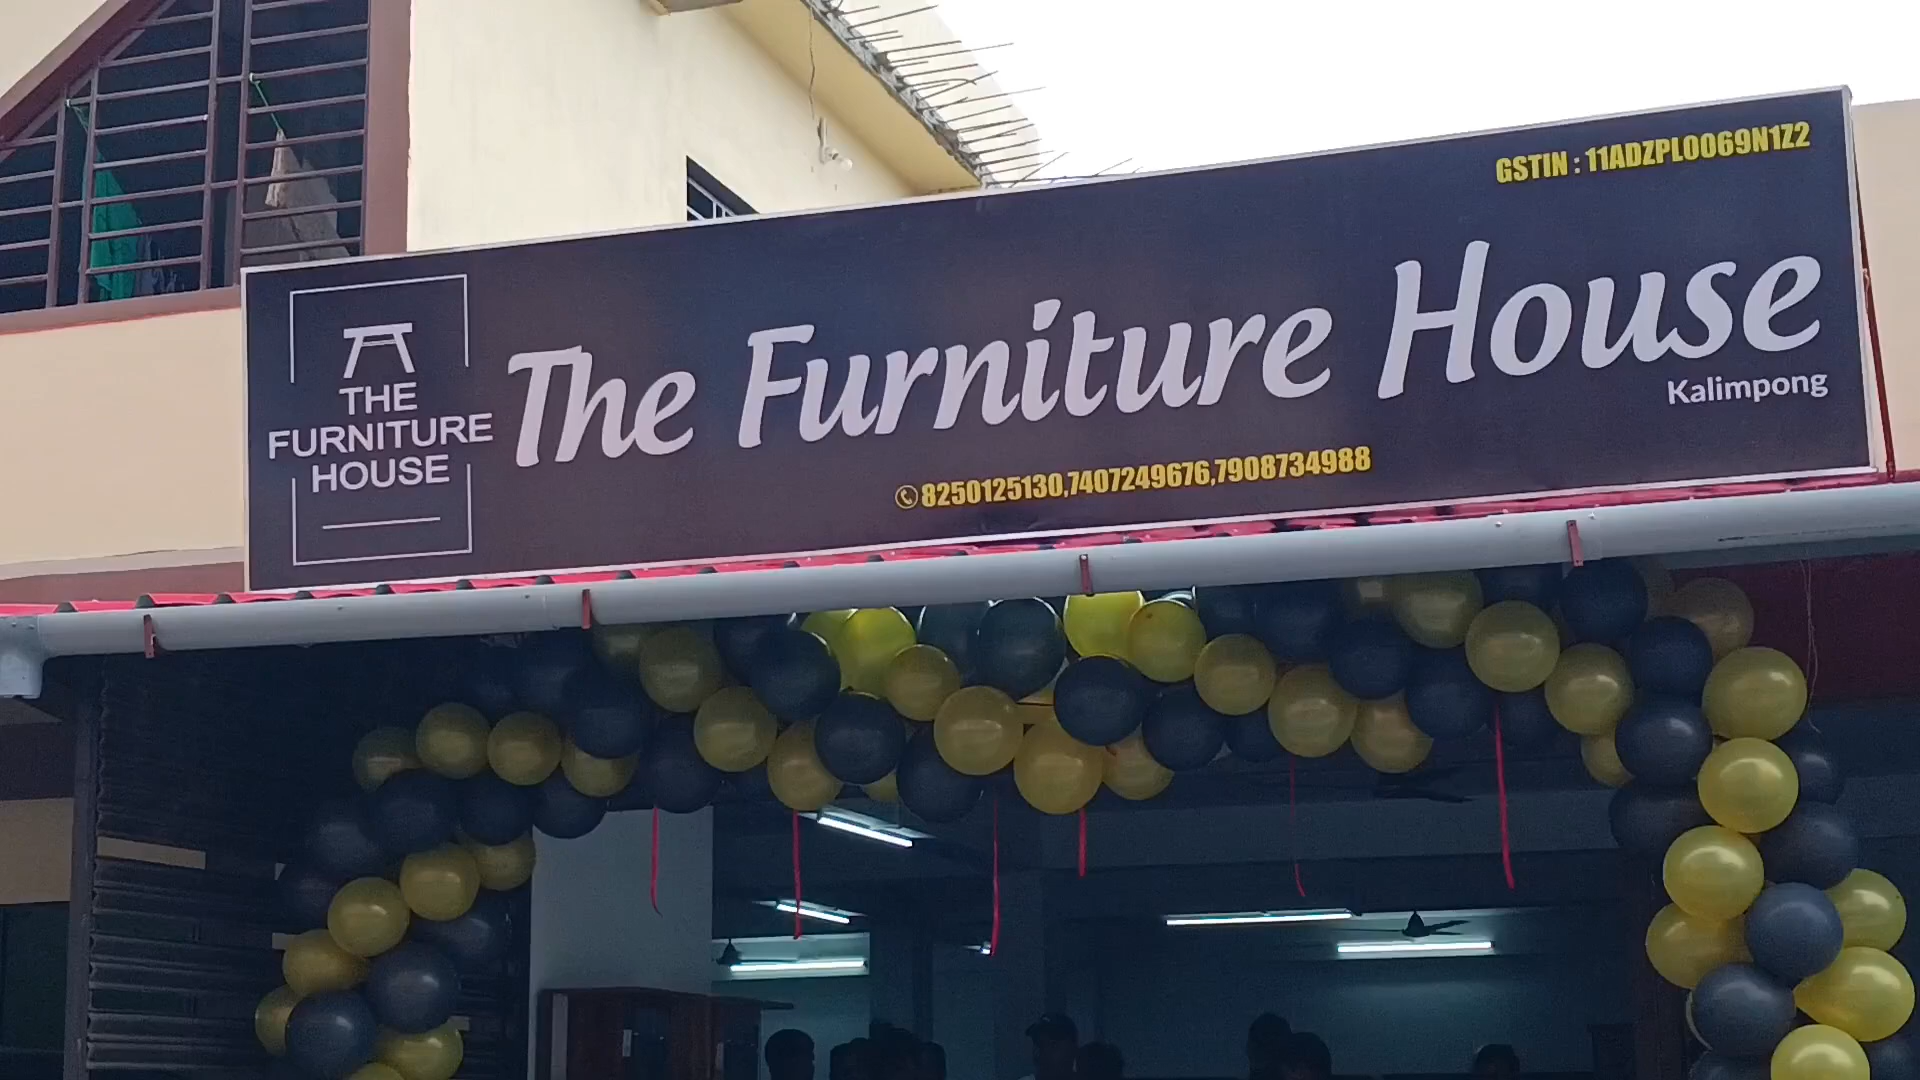 GSTIN : 11ADZPL0069N1Z2
THE
FURNITURE
HOUSE
The Furniture House
Kalimpong
8250125130,7407249676,7908734988